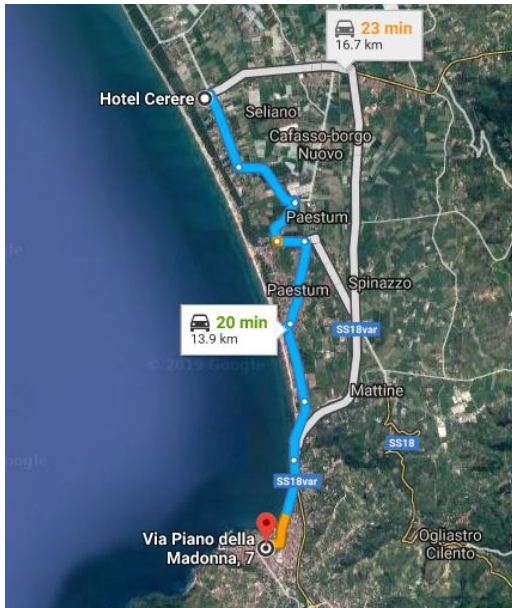 23 min
16.7 km
Hotel Cerere
Seliano
Cafasso-borgo
Nuovo
Paestum
Spinazzo
Paestum
20 min
13.9 km
SS18var
© 2019 Google
Mattine
SS18
SS18var
Via Piano della
Madonna, 7
Ogliastro
Cilento